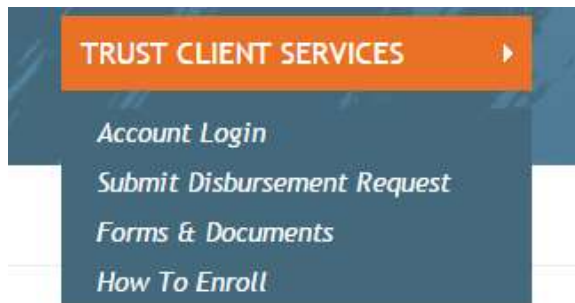 TRUST CLIENT SERVICES
Account Login
Submit Disbursement Request
Forms & Documents
How To Enroll